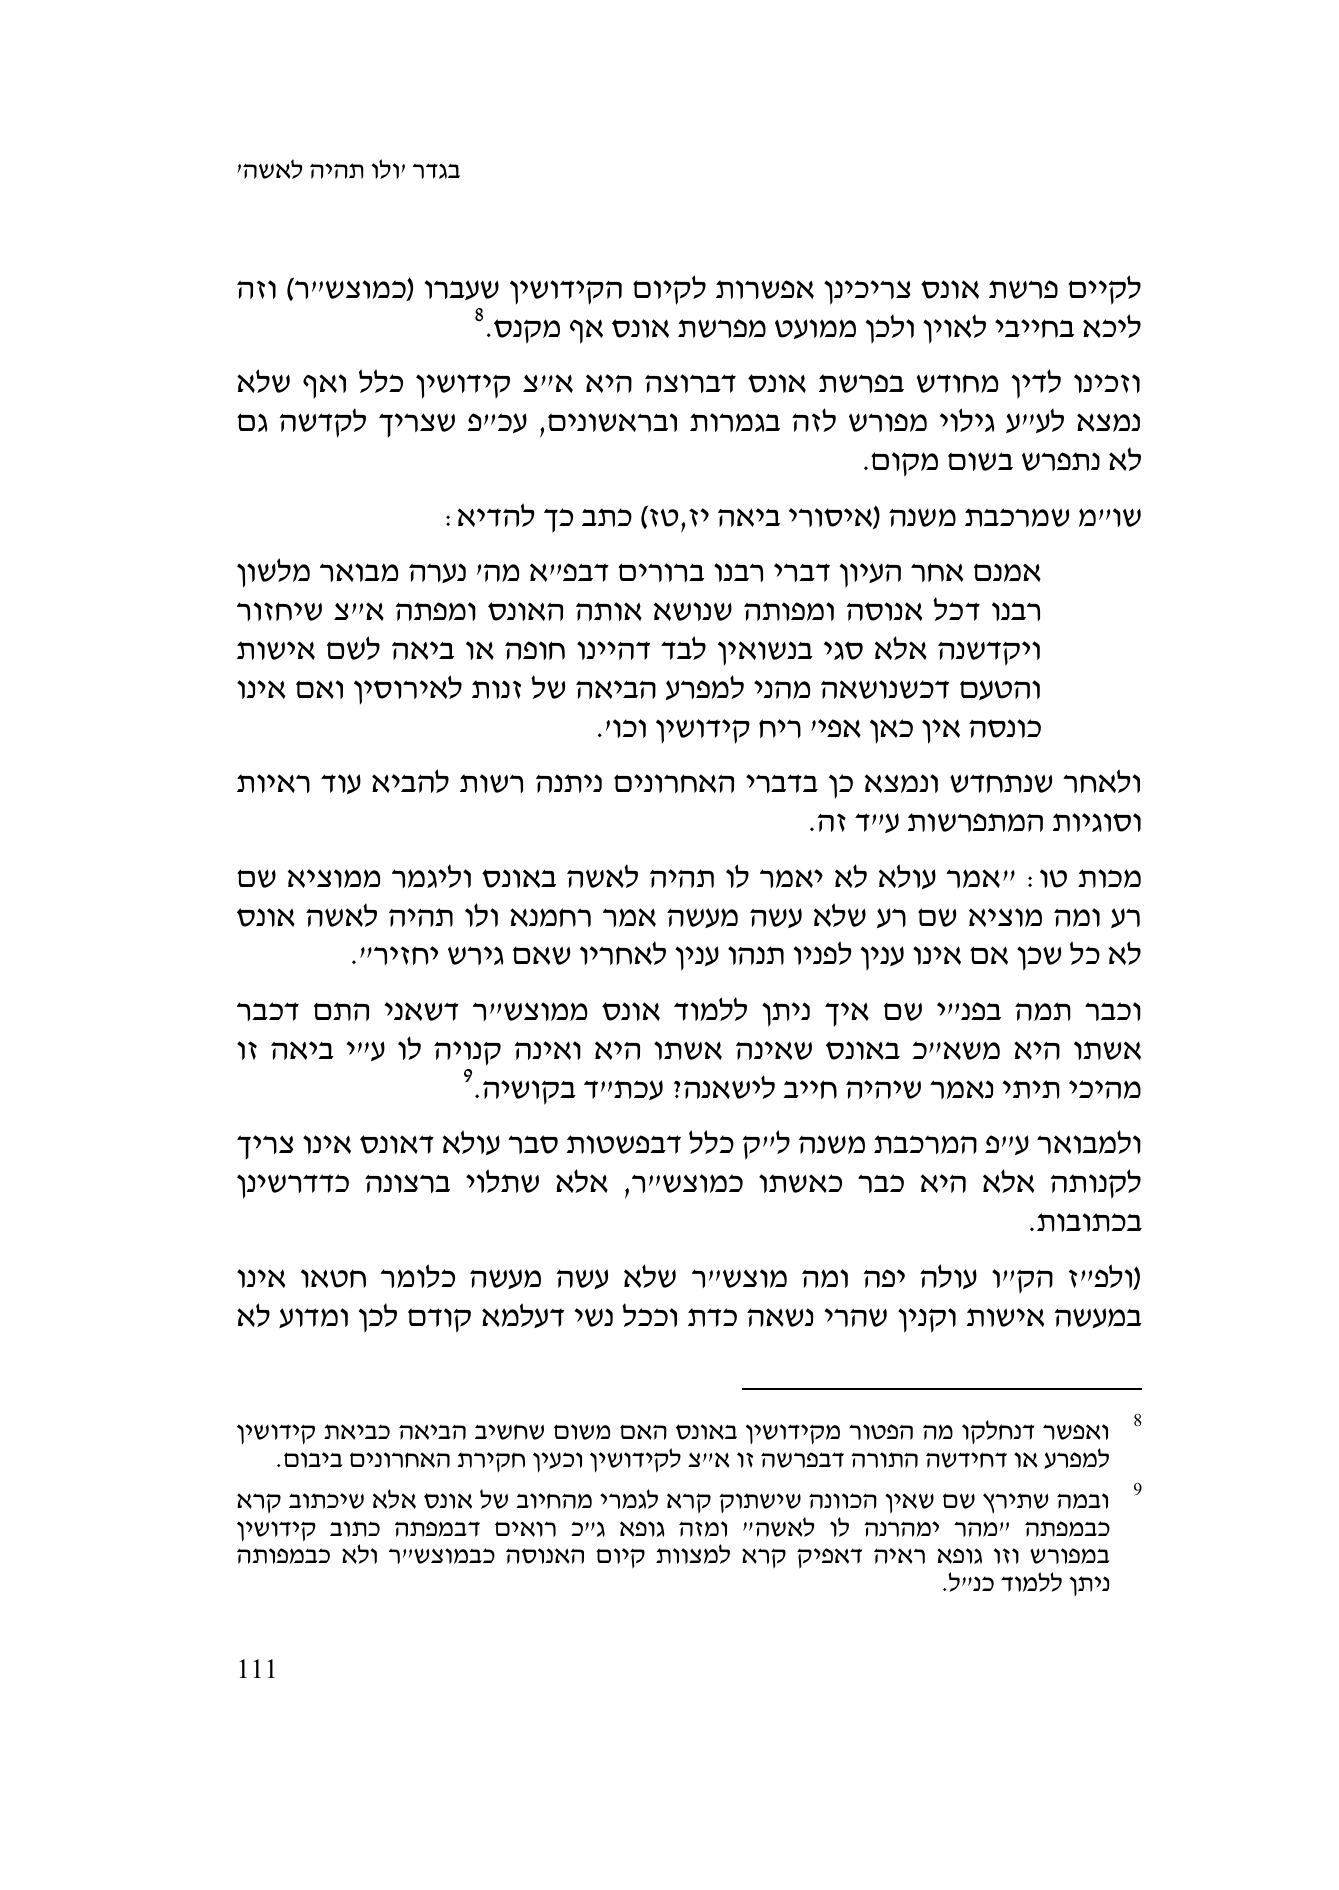 בגדר 'ולו תהיה לאשה'
לקיים פרשת אונס צריכינן אפשרות לקיום הקידושין שעברו (כמוצש''ר) וזה
ליכא בחייבי לאוין ולכן ממועט מפרשת אונס אף מקנס.8
וזכינו לדין מחודש בפרשת אונס דברוצה היא א''צ קידושין כלל ואף שלא
נמצא לע''ע גילוי מפורש לזה בגמרות ובראשונים, עכ''פ שצריך לקדשה גם
לא נתפרש בשום מקום.
שו''מ שמרכבת משנה (איסורי ביאה יז,טז) כתב כך להדיא:
אמנם אחר העיון דברי רבנו ברורים דבפ''א מה' נערה מבואר מלשון
רבנו דכל אנוסה ומפותה שנושא אותה האונס ומפתה א''צ שיחזור
ויקדשנה אלא סגי בנשואין לבד דהיינו חופה או ביאה לשם אישות
והטעם דכשנושאה מהני למפרע הביאה של זנות לאירוסין ואם אינו
כונסה אין כאן אפי' ריח קידושין וכו'.
ולאחר שנתחדש ונמצא כן בדברי האחרונים ניתנה רשות להביא עוד ראיות
וסוגיות המתפרשות ע''ד זה.
מכות טו: ''אמר עולא לא יאמר לו תהיה לאשה באונס וליגמר ממוציא שם
רע ומה מוציא שם רע שלא עשה מעשה אמר רחמנא ולו תהיה לאשה אונס
לא כל שכן אם אינו ענין לפניו תנהו ענין לאחריו שאם גירש יחזיר''.
וכבר תמה בפנ''י שם איך ניתן ללמוד אונס ממוצש''ר דשאני התם דכבר
אשתו היא משא''כ באונס שאינה אשתו היא ואינה קנויה לו ע''י ביאה זו
מהיכי תיתי נאמר שיהיה חייב לישאנה? עכת''ד בקושיה.9
ולמבואר ע''פ המרכבת משנה ל''ק כלל דבפשטות סבר עולא דאונס אינו צריך
לקנותה אלא היא כבר כאשתו כמוצש''ר, אלא שתלוי ברצונה כדדרשינן
בכתובות.
(ולפ''ז הק''ו עולה יפה ומה מוצש''ר שלא עשה מעשה כלומר חטאו אינו
במעשה אישות וקנין שהרי נשאה כדת וככל נשי דעלמא קודם לכן ומדוע לא
8 ואפשר דנחלקו מה הפטור מקידושין באונס האם משום שחשיב הביאה כביאת קידושין
למפרע או דחידשה התורה דבפרשה זו א''צ לקידושין וכעין חקירת האחרונים ביבום.
9 ובמה שתירץ שם שאין הכוונה שישתוק קרא לגמרי מהחיוב של אונס אלא שיכתוב קרא
כבמפתה ''מהר ימהרנה לו לאשה'' ומזה גופא ג''כ רואים דבמפתה כתוב קידושין
במפורש וזו גופא ראיה דאפיק קרא למצוות קיום האנוסה כבמוצש''ר ולא כבמפותה
ניתן ללמוד כנ''ל.
111